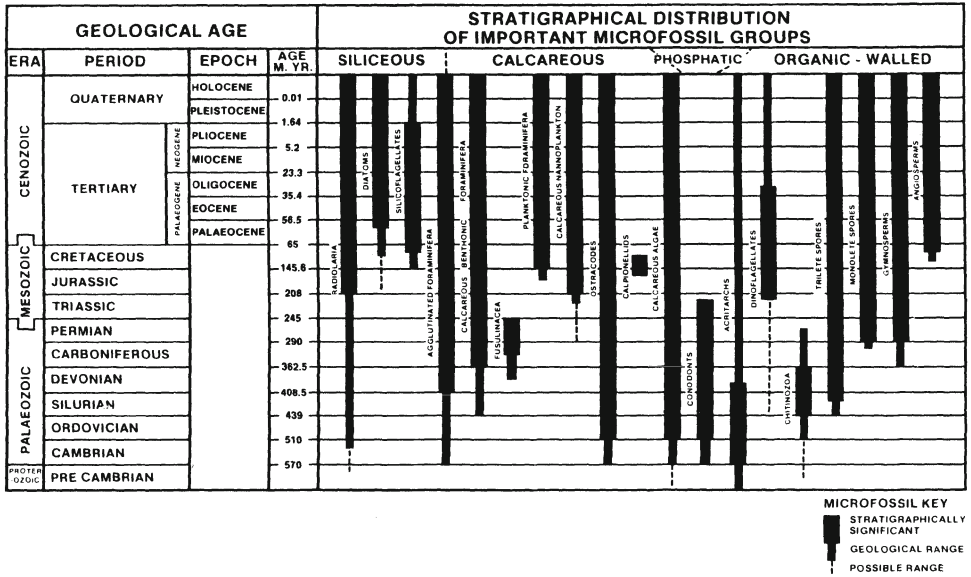 GEOLOGICAL AGE
STRATIGRAPHICAL DISTRIBUTION
OF IMPORTANT MICROFOSSIL GROUPS
ERA
PERIOD
EPOCH
AGE
M. YR.
SILICEOUS
CALCAREOUS
PHOSPHATIC
ORGANIC - WALLED
CENOZOIC
MESOZOIC
PALAEOZOIC
PROTER
-OZOIC
QUATERNARY
TERTIARY
NEOGENE
PALAEOGENE
HOLOCENE
0.01
PLEISTOCENE
1.64
PLIOCENE
5.2
MIOCENE
23.3
OLIGOCENE
35.4
EOCENE
56.5
PALAEOCENE
65
CRETACEOUS
145.6
JURASSIC
208
TRIASSIC
245
PERMIAN
290
CARBONIFEROUS
362.5
DEVONIAN
408.5
SILURIAN
439
ORDOVICIAN
510
CAMBRIAN
570
PRE CAMBRIAN
RADIOLARIA
DIATOMS
SILICOFLAGELLATES
AGGLUTINATED FORAMINIFERA
CALCAREOUS BENTHONIC FORAMINIFERA
FUSULINACEA
PLANKTONIC FORAMINIFERA
CALCAREOUS NANNOPLANKTON
OSTRACODES
CALPIONELLIDS
CALCAREOUS ALGAE
CONODONTS
ACRITARCHS
DINOFLAGELLATES
CHITINOZOA
TRILETE SPORES
MONOLETE SPORES
GYMNOSPERMS
ANGIOSPERMS
MICROFOSSIL KEY
STRATIGRAPHICALLY
SIGNIFICANT
GEOLOGICAL RANGE
POSSIBLE RANGE